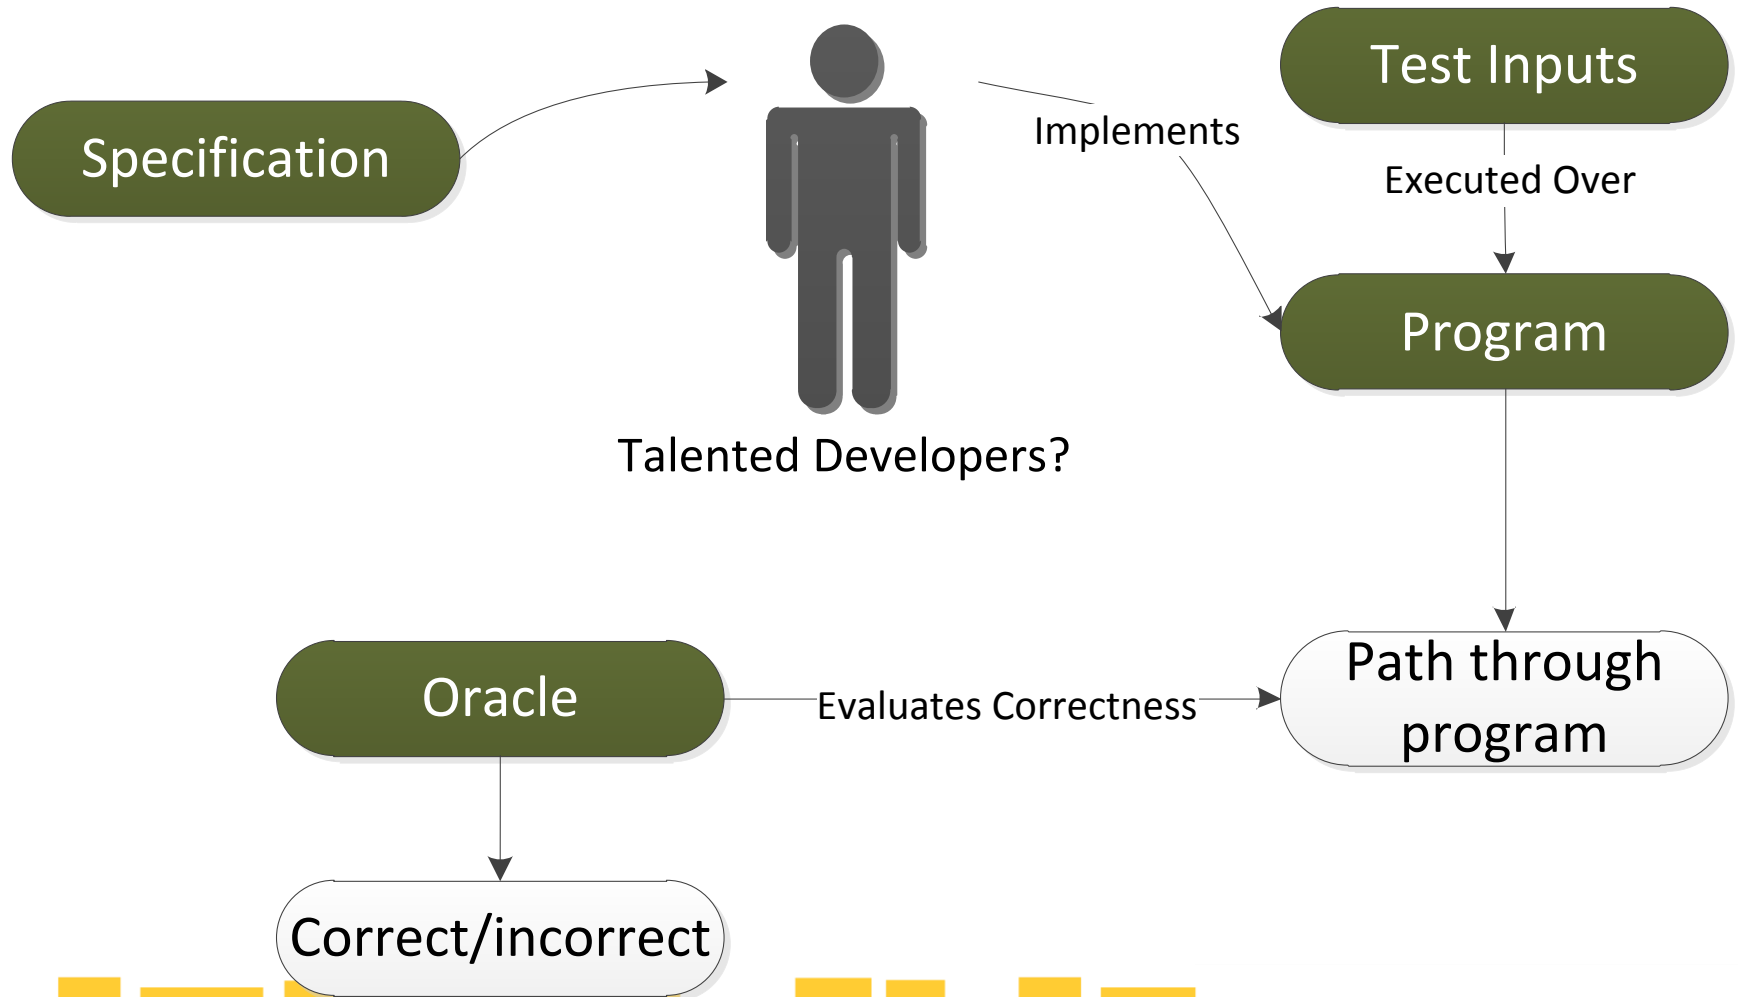 Test Inputs
Implements
Specification
Executed Over
Program
Talented Developers?
Path through
program
Oracle
Evaluates Correctness
Correct/incorrect